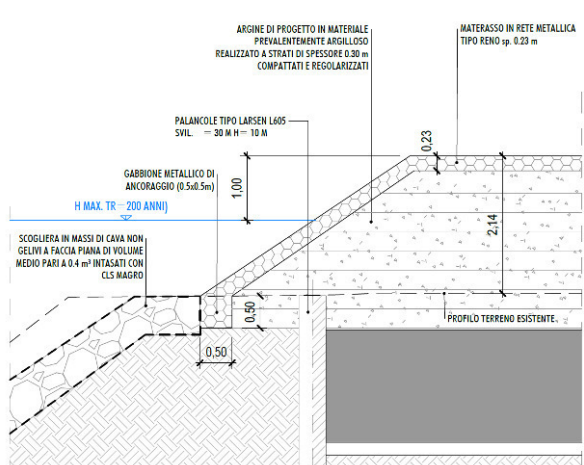 ARGINE DI PROGETTO IN MATERIALE
PREVALENTEMENTE ARGILLOSO
REALIZZATO A STRATI DI SPESSORE 0.30 m
COMPATTATI E REGOLARIZZATI
MATERASSO IN RETE METALLICA
TIPO RENO sp. 0.23 m
PALANCOLE TIPO LARSEN L605
SVIL. = 30 M H= 10 M
0,23
GABBIONE METALLICO DI
ANCORAGGIO (0.5x0.5m)
1,00
H MAX. TR= 200 ANNI)
2,14
SCOGLIERA IN MASSI DI CAVA NON
GELIVI A FACCIA PIANA DI VOLUME
MEDIO PARI A 0.4 m³ INTASATI CON
CLS MAGRO
0,50
PROFILO TERRENO ESISTENTE
0,50